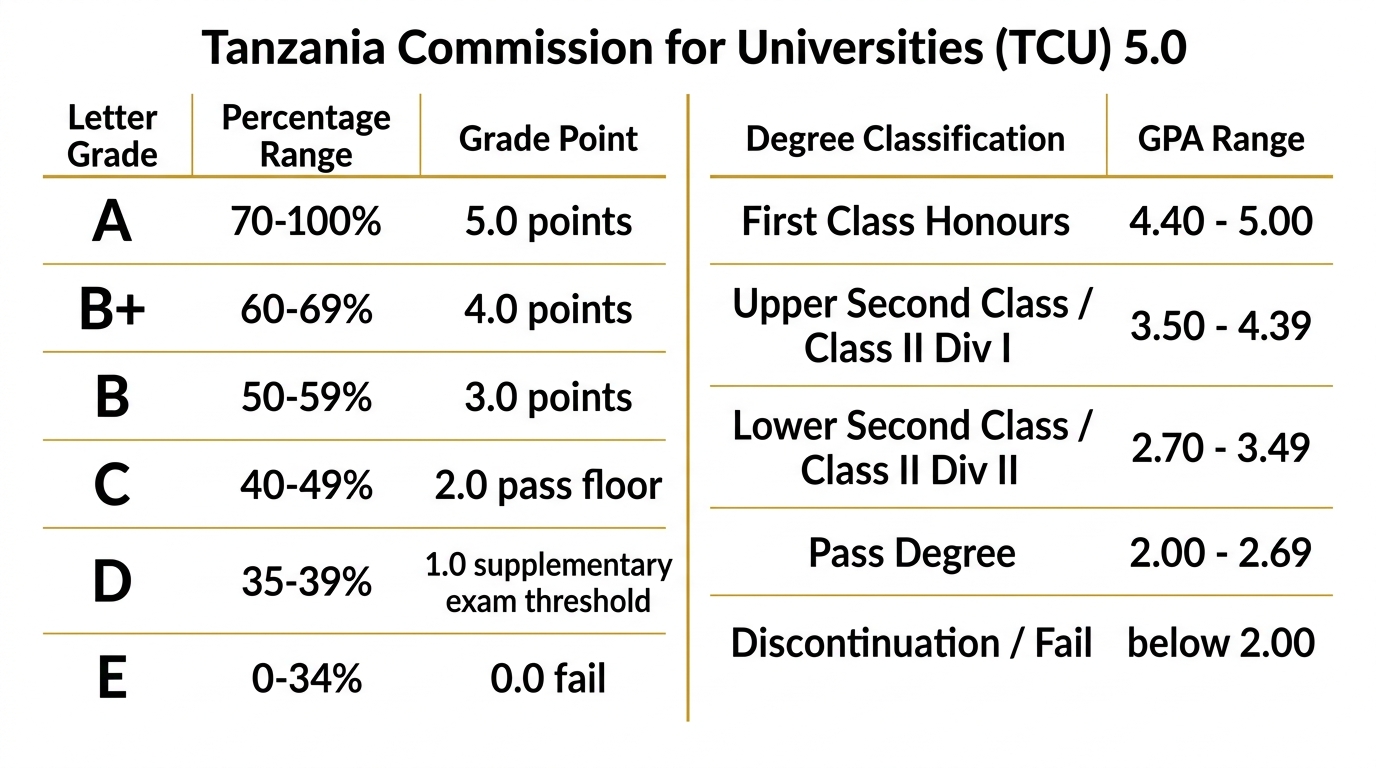 Tanzania Commission for Universities (TCU) 5.0
Letter Grade | Percentage Range | Grade Point
A | 70-100% | 5.0 points
B+ | 60-69% | 4.0 points
B | 50-59% | 3.0 points
C | 40-49% | 2.0 pass floor
D | 35-39% | 1.0 supplementary exam threshold
E | 0-34% | 0.0 fail
Degree Classification | GPA Range
First Class Honours | 4.40 - 5.00
Upper Second Class / Class II Div I | 3.50 - 4.39
Lower Second Class / Class II Div II | 2.70 - 3.49
Pass Degree | 2.00 - 2.69
Discontinuation / Fail | below 2.00